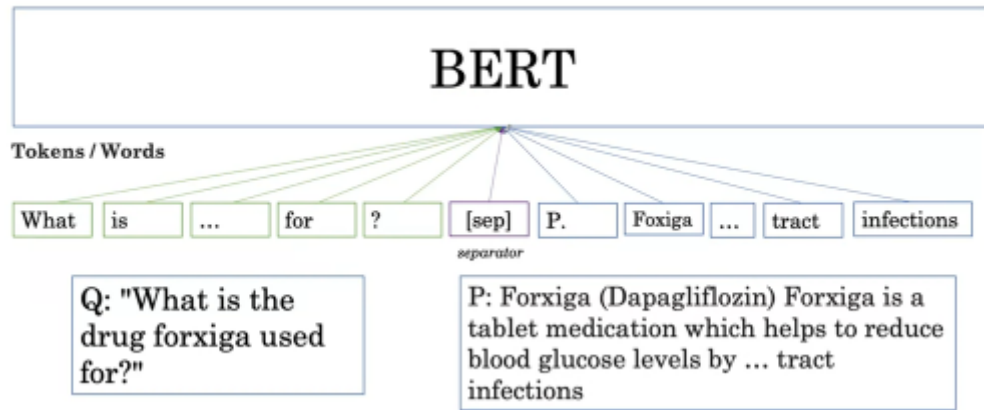 BERT
Tokens / Words
What is ... for ? [sep] P. Foxiga ... tract infections
separator
Q: "What is the
drug forxiga used
for?"
P: Forxiga (Dapagliflozin) Forxiga is a
tablet medication which helps to reduce
blood glucose levels by ... tract
infections